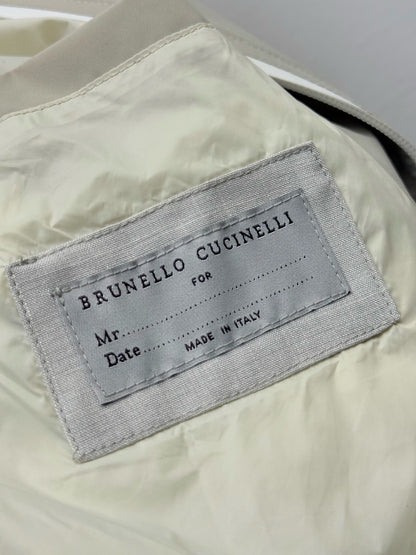 BRUNELLO CUCINELLI
FOR
Mr..............................
Date..............................
MADE IN ITALY